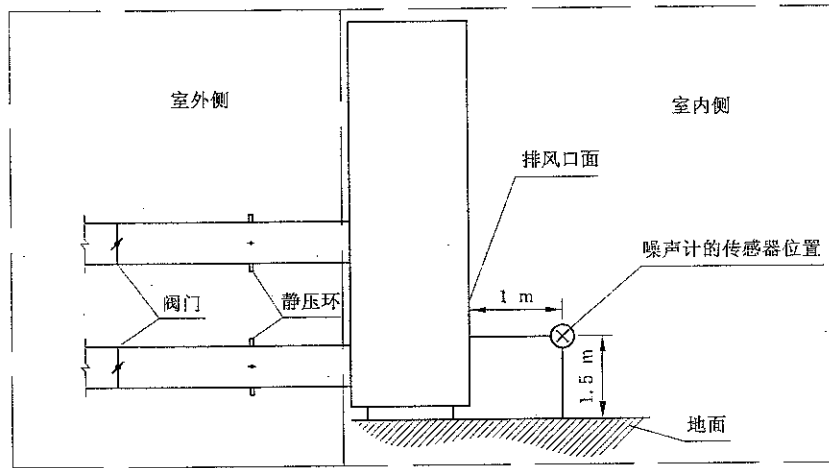 室外侧
室内侧
排风口面
噪声计的传感器位置
1 m
阀门
静压环
1.5 m
地面